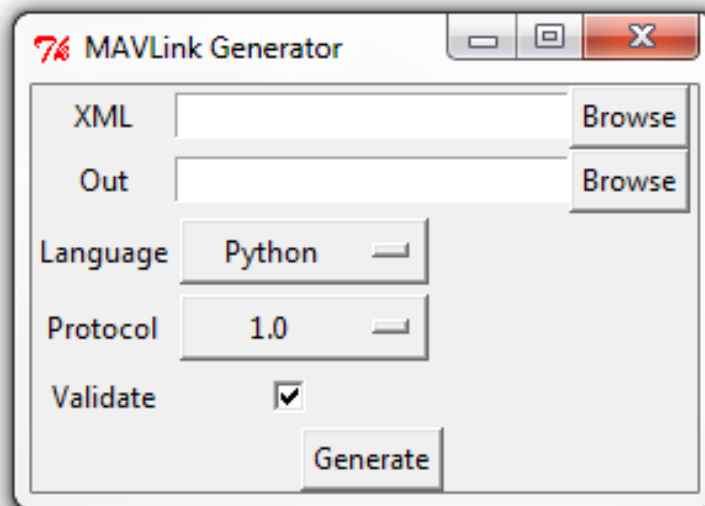 MAVLink Generator
XML Browse
Out Browse
Language Python
Protocol 1.0
Validate
Generate